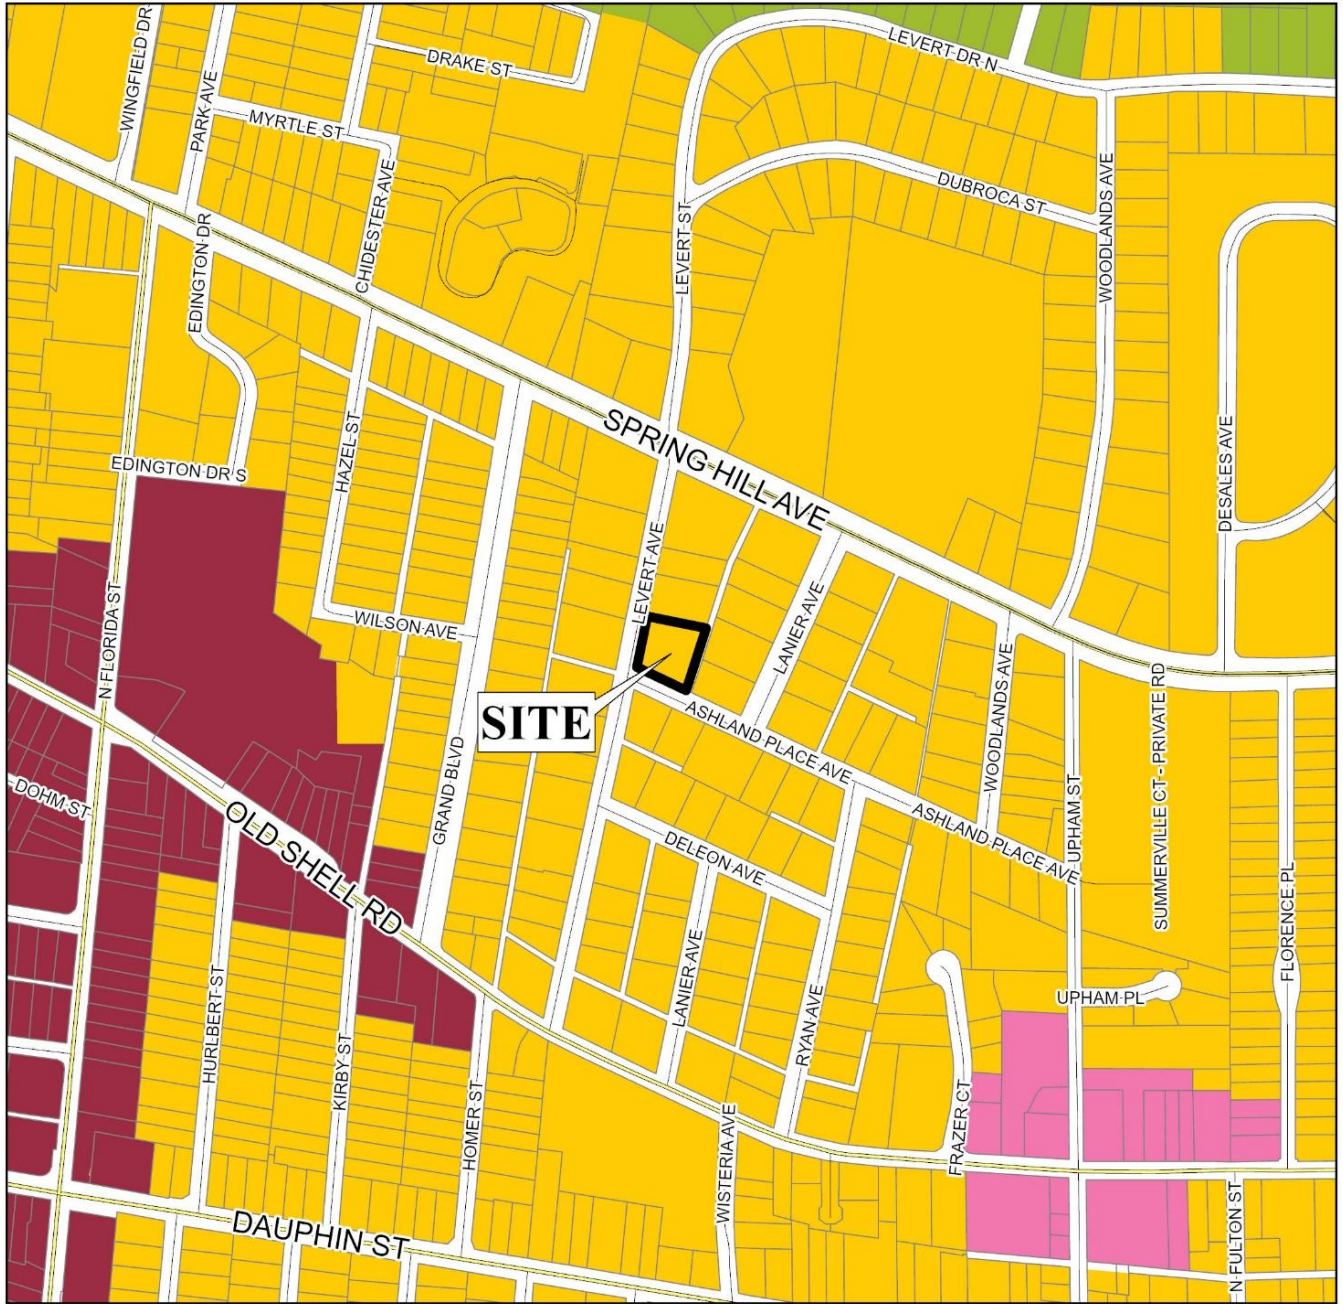 WINGFIELD DR
PARK AVE
DRAKE ST
MYRTLE ST
CHIDESTER AVE
EDINGTON DR
LEVERT DR N
DUBROCA ST
WOODLANDS AVE
LEVERT ST
SPRING HILL AVE
DESALES AVE
HAZEL ST
EDINGTON DR S
N FLORIDA ST
WILSON AVE
LEVERT AVE
LANIER AVE
SITE
ASHLAND PLACE AVE
WOODLANDS AVE
UPHAM ST
SUMMERVILLE CT - PRIVATE RD
GRAND BLVD
DOHM ST
OLD SHELL RD
DELEON AVE
ASHLAND PLACE AVE
FLORENCE PL
UPHAM PL
LANIER AVE
RYAN AVE
HURLBERT ST
KIRBY ST
HOMER ST
WISTERIA AVE
FRAZER CT
N FULTON ST
DAUPHIN ST